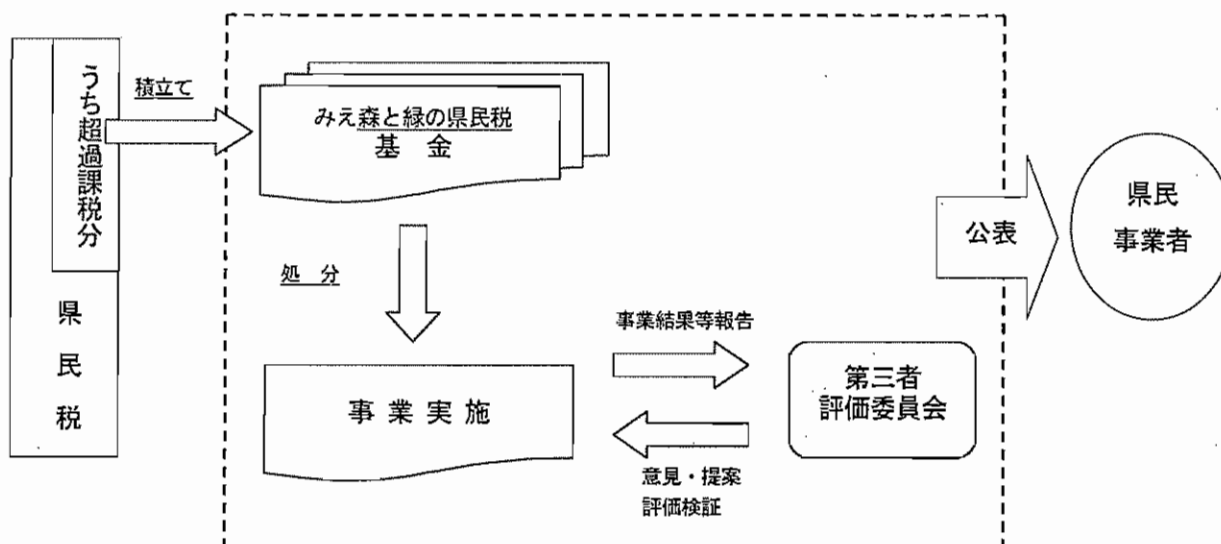 うち超過課税分
県民税
積立て
みえ森と緑の県民税
基 金
処 分
事 業 実 施
事業結果等報告
意見・提案
評価検証
第三者
評価委員会
公表
県民
事業者